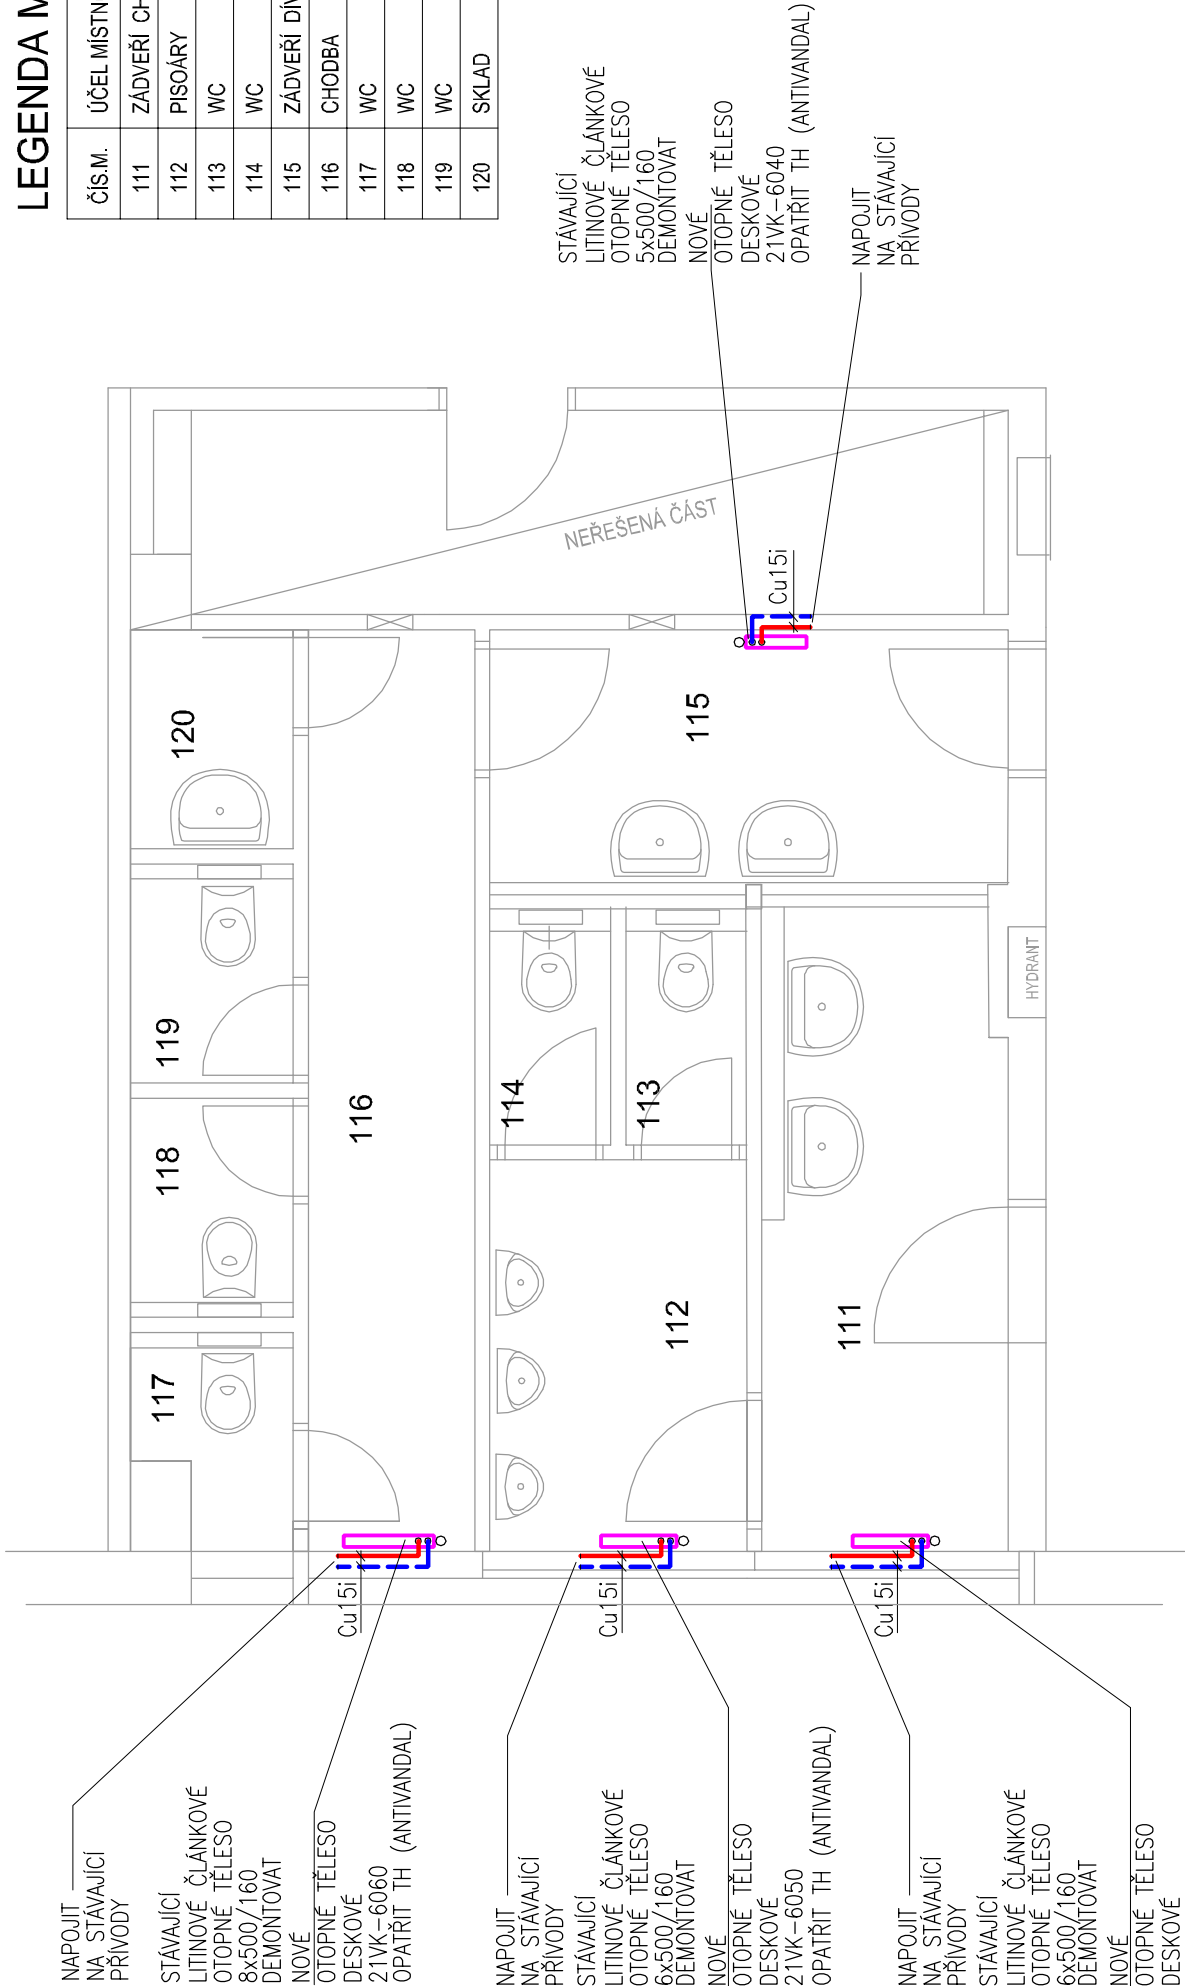 LEGENDA M
ČÍS.M. ÚČEL MÍSTN
111 ZÁDVEŘÍ CH
112 PISOÁRY
113 WC
114 WC
115 ZÁDVEŘÍ DÍV
116 CHODBA
117 WC
118 WC
119 WC
120 SKLAD
STÁVAJÍCÍ
LITINOVÉ ČLÁNKOVÉ
OTOPNÉ TĚLESO
5x500/160
DEMONTOVAT
NOVÉ
OTOPNÉ TĚLESO
DESKOVÉ
21VK-6040
OPATŘIT TH (ANTIVANDAL)
NAPOJIT
NA STÁVAJÍCÍ
PŘÍVODY
NEŘEŠENÁ ČÁST
Cu15i
120
119
118
117
116
115
114
113
112
111
HYDRANT
Cu15i
Cu15i
Cu15i
NAPOJIT
NA STÁVAJÍCÍ
PŘÍVODY
STÁVAJÍCÍ
LITINOVÉ ČLÁNKOVÉ
OTOPNÉ TĚLESO
8x500/160
DEMONTOVAT
NOVÉ
OTOPNÉ TĚLESO
DESKOVÉ
21VK-6060
OPATŘIT TH (ANTIVANDAL)
NAPOJIT
NA STÁVAJÍCÍ
PŘÍVODY
STÁVAJÍCÍ
LITINOVÉ ČLÁNKOVÉ
OTOPNÉ TĚLESO
6x500/160
DEMONTOVAT
NOVÉ
OTOPNÉ TĚLESO
DESKOVÉ
21VK-6050
OPATŘIT TH (ANTIVANDAL)
NAPOJIT
NA STÁVAJÍCÍ
PŘÍVODY
STÁVAJÍCÍ
LITINOVÉ ČLÁNKOVÉ
OTOPNÉ TĚLESO
6x500/160
DEMONTOVAT
NOVÉ
OTOPNÉ TĚLESO
DESKOVÉ